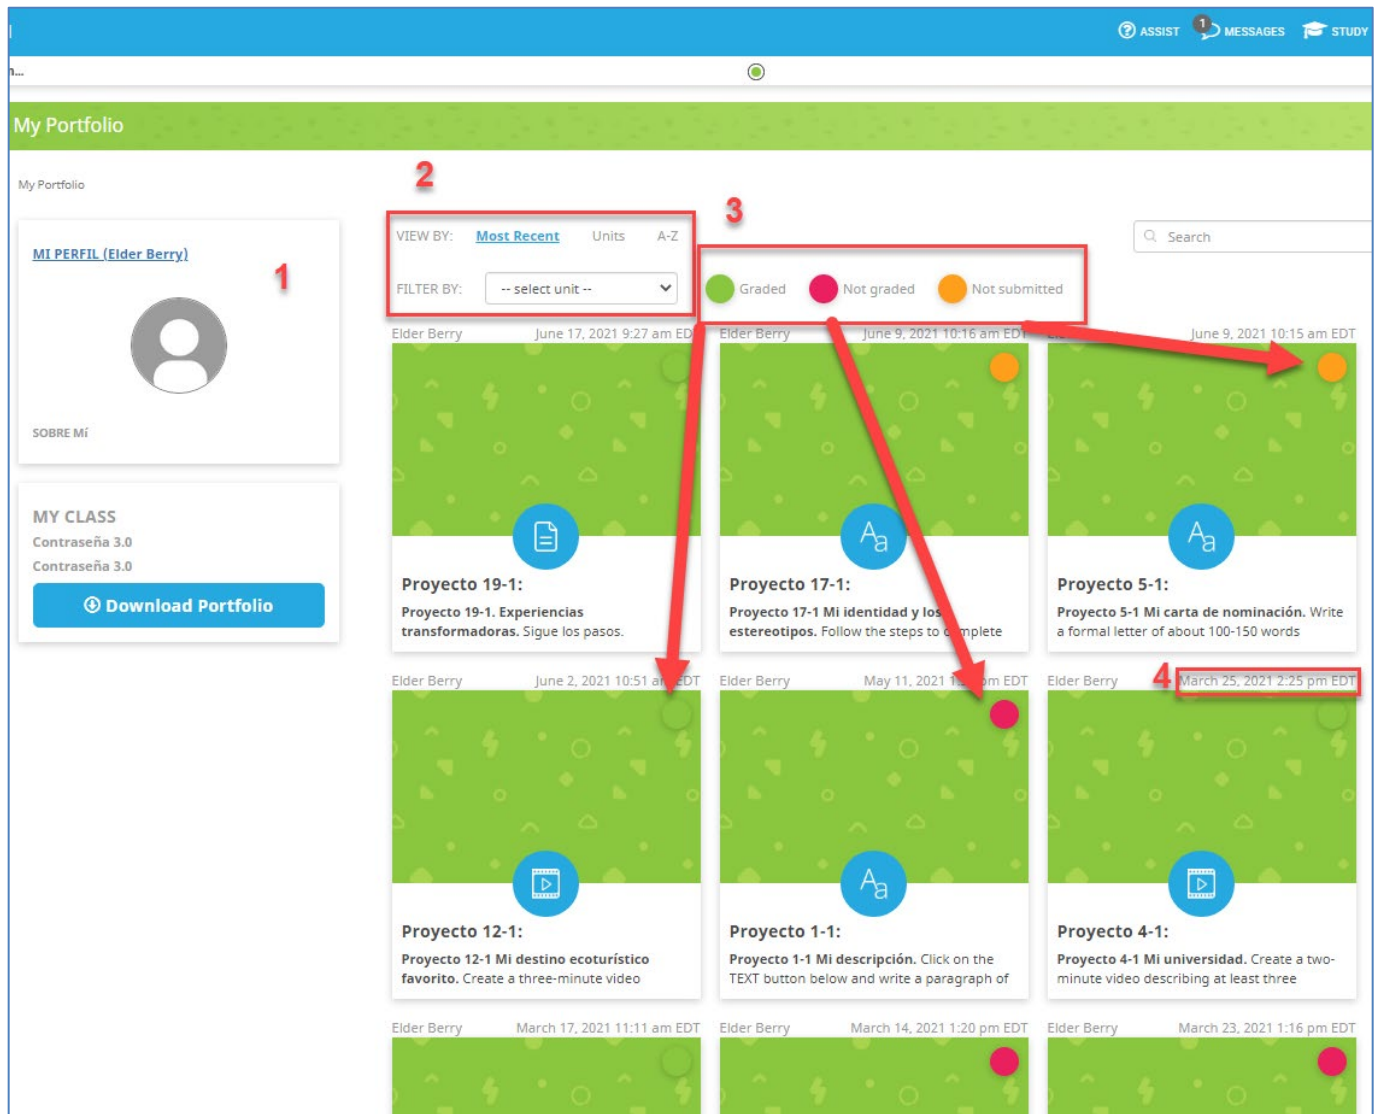 ASSIST
1
MESSAGES
STUDY
My Portfolio
My Portfolio
MI PERFIL (Elder Berry)
1
SOBRE Mí
MY CLASS
Contraseña 3.0
Contraseña 3.0
Download Portfolio
2
VIEW BY: Most Recent Units A-Z
FILTER BY: -- select unit --
3
Graded Not graded Not submitted
Search
Elder Berry June 17, 2021 9:27 am EDT
Proyecto 19-1:
Proyecto 19-1. Experiencias
transformadoras. Sigue los pasos.
Elder Berry June 9, 2021 10:16 am EDT
Aa
Proyecto 17-1:
Proyecto 17-1 Mi identidad y los
estereotipos. Follow the steps to complete
June 9, 2021 10:15 am EDT
Aa
Proyecto 5-1:
Proyecto 5-1 Mi carta de nominación. Write
a formal letter of about 100-150 words
Elder Berry June 2, 2021 10:51 am EDT
Proyecto 12-1:
Proyecto 12-1 Mi destino ecoturístico
favorito. Create a three-minute video
Elder Berry May 11, 2021 pm EDT
Aa
Proyecto 1-1:
Proyecto 1-1 Mi descripción. Click on the
TEXT button below and write a paragraph of
Elder Berry 4 March 25, 2021 2:25 pm EDT
Proyecto 4-1:
Proyecto 4-1 Mi universidad. Create a two-
minute video describing at least three
Elder Berry March 17, 2021 11:11 am EDT
Elder Berry March 14, 2021 1:20 pm EDT
Elder Berry March 23, 2021 1:16 pm EDT